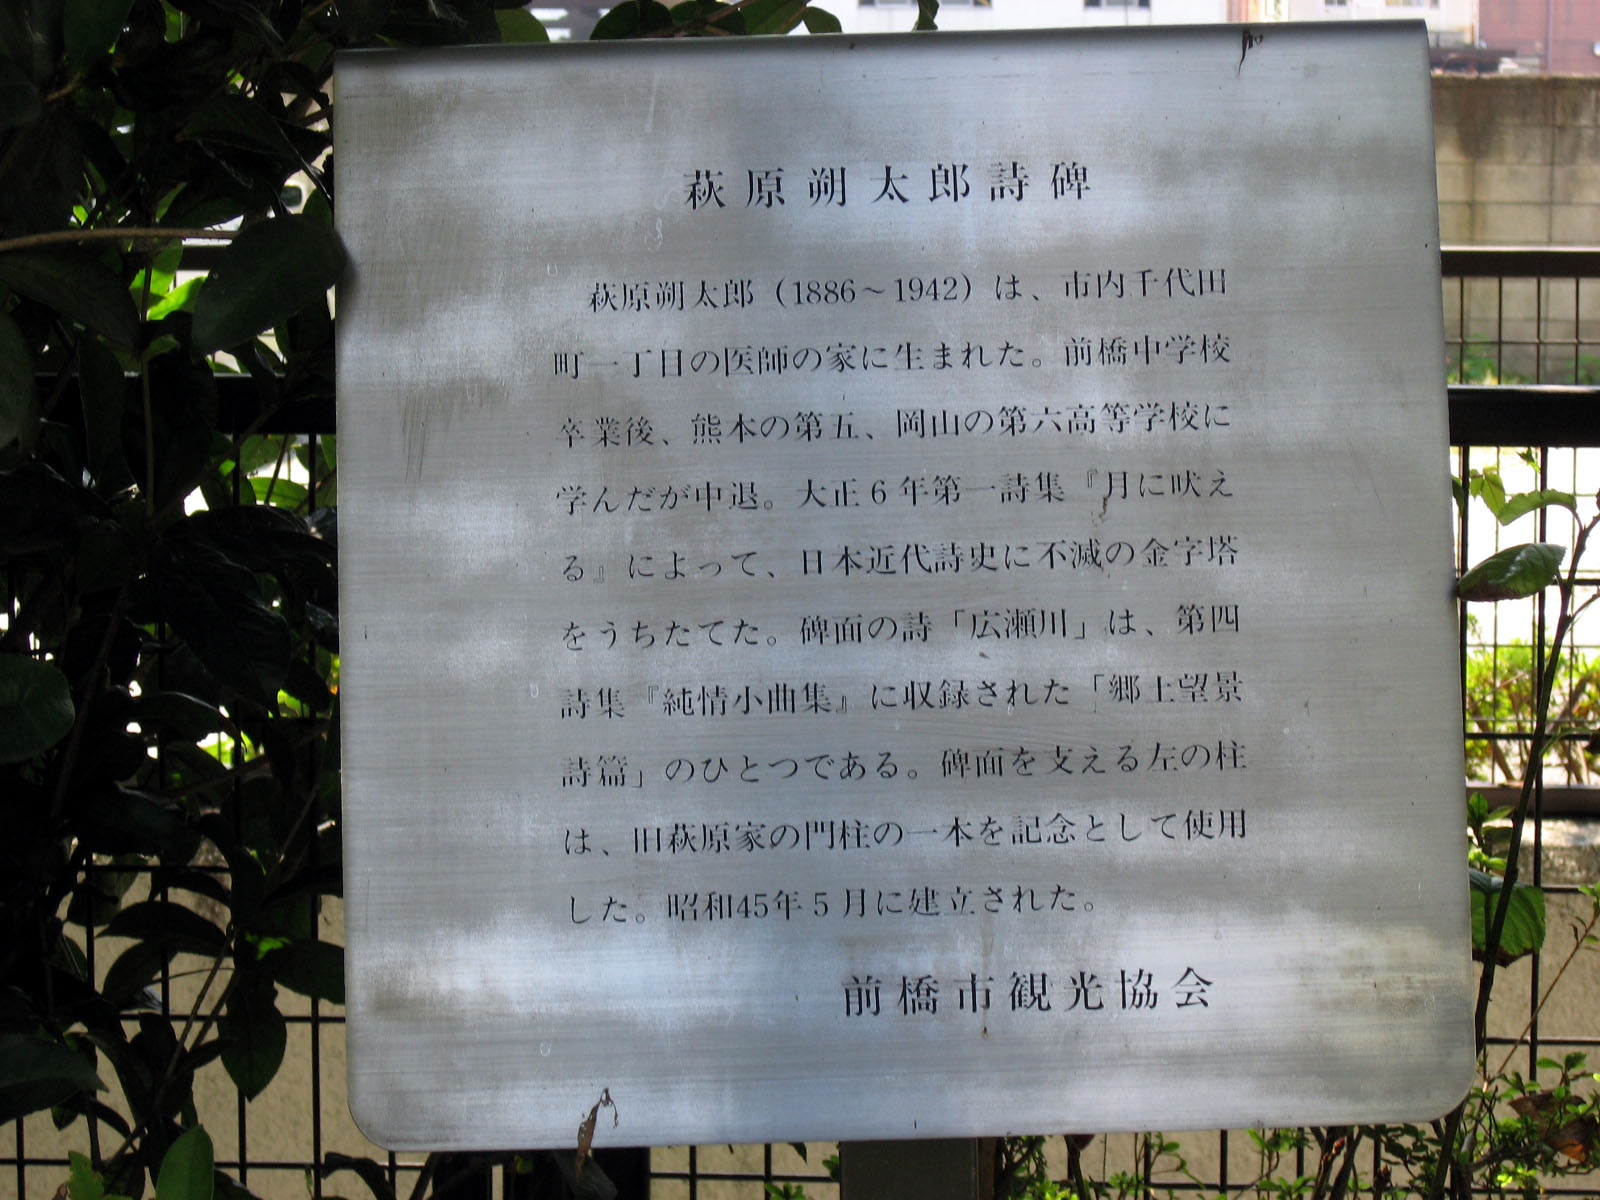 萩原朔太郎詩碑
萩原朔太郎（1886～1942）は、市内千代田
町一丁目の医師の家に生まれた。前橋中学校
卒業後、熊本の第五、岡山の第六高等学校に
学んだが中退。大正6年第一詩集『月に吠え
る』によって、日本近代詩史に不滅の金字塔
をうちたてた。碑面の詩「広瀬川」は、第四
詩集『純情小曲集』に収録された「郷土望景
詩篇」のひとつである。碑面を支える左の柱
は、旧萩原家の門柱の一本を記念として使用
した。昭和45年5月に建立された。
前橋市観光協会